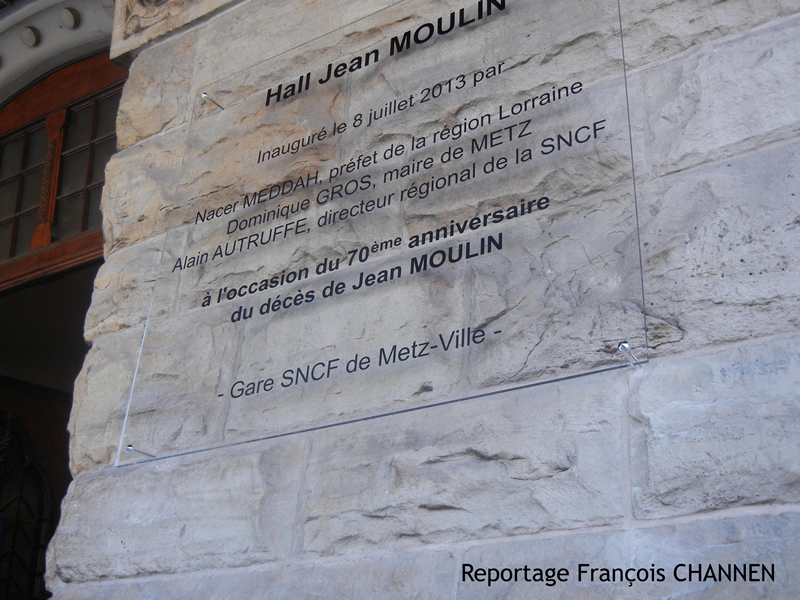 Hall Jean MOULIN
Inauguré le 8 juillet 2013 par
Nacer MEDDAH, préfet de la région Lorraine
Dominique GROS, maire de METZ
Alain AUTRUFFE, directeur régional de la SNCF
à l'occasion du 70ème anniversaire
du décès de Jean MOULIN
- Gare SNCF de Metz-Ville -
Reportage François CHANNEN